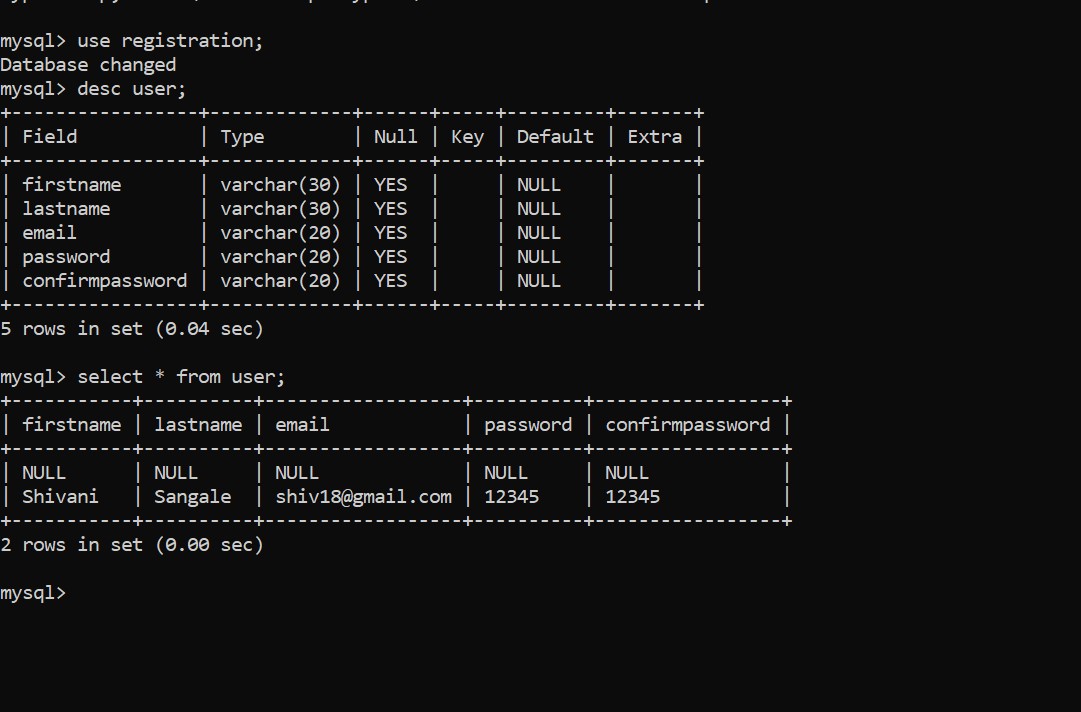 mysql> use registration;
Database changed
mysql> desc user;
+-----------------+-------------+------+-----+---------+-------+
| Field           | Type        | Null | Key | Default | Extra |
+-----------------+-------------+------+-----+---------+-------+
| firstname       | varchar(30) | YES  |     | NULL    |       |
| lastname        | varchar(30) | YES  |     | NULL    |       |
| email           | varchar(20) | YES  |     | NULL    |       |
| password        | varchar(20) | YES  |     | NULL    |       |
| confirmpassword | varchar(20) | YES  |     | NULL    |       |
+-----------------+-------------+------+-----+---------+-------+
5 rows in set (0.04 sec)
mysql> select * from user;
+-----------+----------+------------------+----------+-----------------+
| firstname | lastname | email            | password | confirmpassword |
+-----------+----------+------------------+----------+-----------------+
| NULL      | NULL     | NULL             | NULL     | NULL            |
| Shivani   | Sangale  | shiv18@gmail.com | 12345    | 12345           |
+-----------+----------+------------------+----------+-----------------+
2 rows in set (0.00 sec)
mysql>